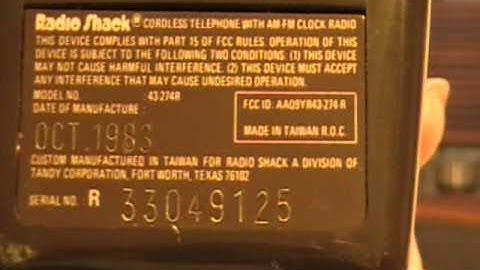 Radio Shack® CORDLESS TELEPHONE WITH AM FM CLOCK RADIO
THIS DEVICE COMPLIES WITH PART 15 OF FCC RULES. OPERATION OF THIS
DEVICE IS SUBJECT TO THE FOLLOWING TWO CONDITIONS. (1) THIS DEVICE
MAY NOT CAUSE HARMFUL INTERFERENCE. (2) THIS DEVICE MUST ACCEPT
ANY INTERFERENCE THAT MAY CAUSE UNDESIRED OPERATION.
MODEL NO. : 43-274R
DATE OF MANUFACTURE :
FCC ID: AAO9YR43-274 R
MADE IN TAIWAN R.O.C.
OCT.1983
CUSTOM MANUFACTURED IN TAIWAN FOR RADIO SHACK A DIVISION OF
TANDY CORPORATION, FORT WORTH, TEXAS 76102
SERIAL NO. : R 33049125